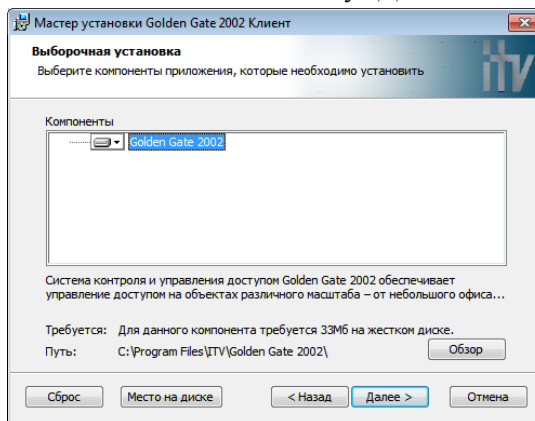 Мастер установки Golden Gate 2002 Клиент
Выборочная установка
Выберите компоненты приложения, которые необходимо установить
itv
Компоненты
Golden Gate 2002
Система контроля и управления доступом Golden Gate 2002 обеспечивает
управление доступом на объектах различного масштаба – от небольшого офиса...
Требуется: Для данного компонента требуется 33Мб на жестком диске.
Путь: C:\Program Files\ITV\Golden Gate 2002\
Обзор
Сброс Место на диске < Назад Далее > Отмена